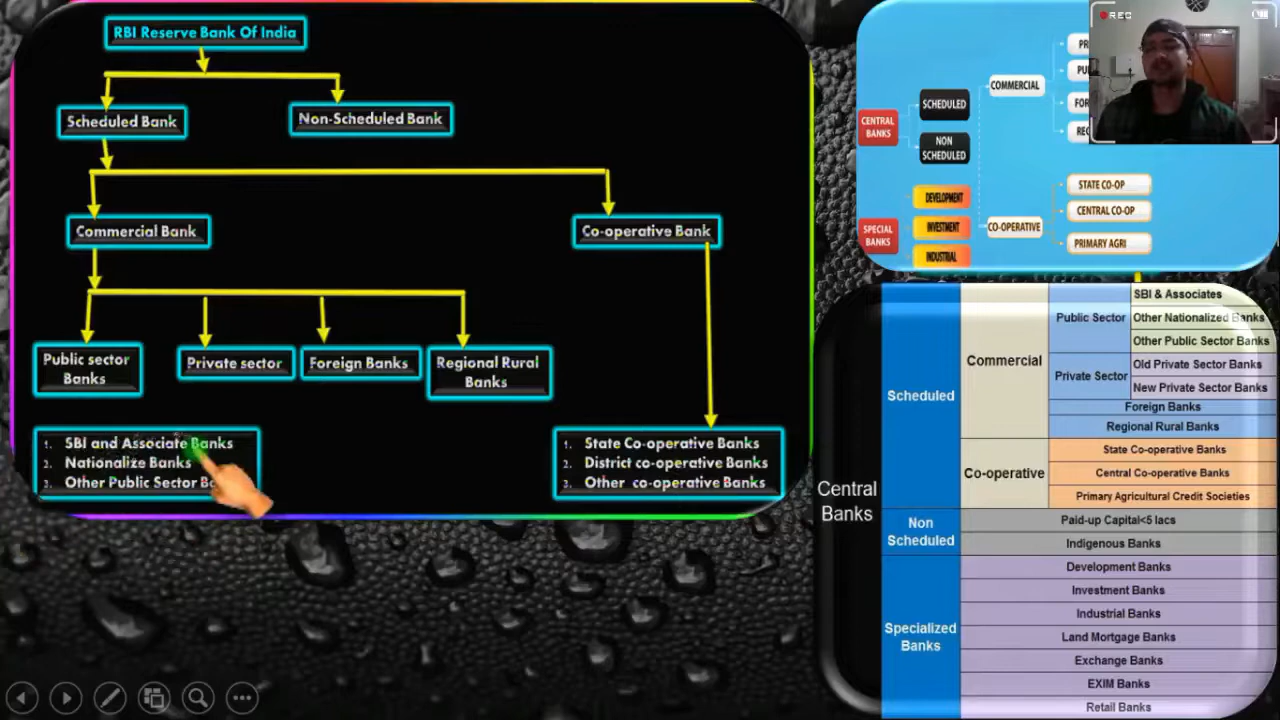 RBI Reserve Bank Of India
Scheduled Bank
Non-Scheduled Bank
Commercial Bank
Co-operative Bank
Public sector
Banks
Private sector
Foreign Banks
Regional Rural
Banks
1. SBI and Associate Banks
2. Nationalize Banks
3. Other Public Sector
1. State Co-operative Banks
2. District co-operative Banks
3. Other co-operative Banks
REC
CENTRAL
BANKS
SCHEDULED
NON
SCHEDULED
COMMERCIAL
SPECIAL
BANKS
DEVELOPMENT
INVESTMENT
INDUSTRIAL
CO-OPERATIVE
STATE CO-OP
CENTRAL CO-OP
PRIMARY AGRI
Central
Banks
Scheduled
Commercial
Public Sector
SBI & Associates
Other Nationalized Banks
Other Public Sector Banks
Private Sector
Old Private Sector Banks
New Private Sector Banks
Foreign Banks
Regional Rural Banks
Co-operative
State Co-operative Banks
Central Co-operative Banks
Primary Agricultural Credit Societies
Non
Scheduled
Paid-up Capital<5 lacs
Indigenous Banks
Specialized
Banks
Development Banks
Investment Banks
Industrial Banks
Land Mortgage Banks
Exchange Banks
EXIM Banks
Retail Banks